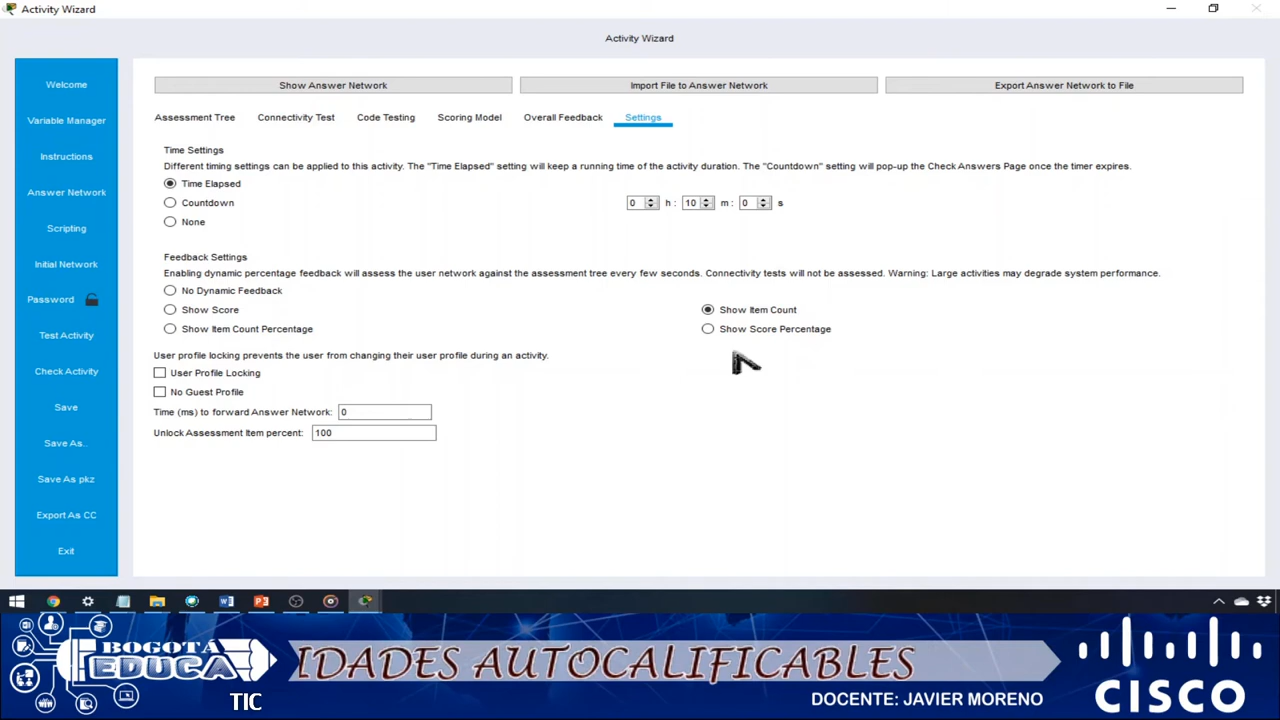 Activity Wizard
Activity Wizard
Welcome
Variable Manager
Instructions
Answer Network
Scripting
Initial Network
Password
Test Activity
Check Activity
Save
Save As..
Save As pkz
Export As CC
Exit
Show Answer Network
Import File to Answer Network
Export Answer Network to File
Assessment Tree
Connectivity Test
Code Testing
Scoring Model
Overall Feedback
Settings
Time Settings
Different timing settings can be applied to this activity. The "Time Elapsed" setting will keep a running time of the activity duration. The "Countdown" setting will pop-up the Check Answers Page once the timer expires.
Time Elapsed
Countdown
0 h : 10 m : 0 s
None
Feedback Settings
Enabling dynamic percentage feedback will assess the user network against the assessment tree every few seconds. Connectivity tests will not be assessed. Warning: Large activities may degrade system performance.
No Dynamic Feedback
Show Score
Show Item Count
Show Item Count Percentage
Show Score Percentage
User profile locking prevents the user from changing their user profile during an activity.
User Profile Locking
No Guest Profile
Time (ms) to forward Answer Network: 0
Unlock Assessment Item percent: 100
BOGOTÁ
EDUCA
TIC
IDADES AUTOCALIFICABLES
DOCENTE: JAVIER MORENO
CISCO